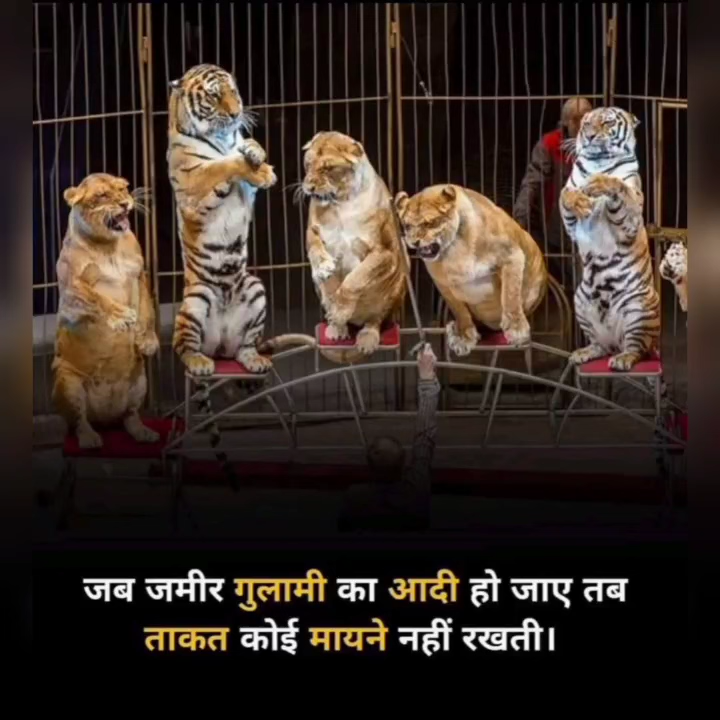 जब जमीर गुलामी का आदी हो जाए तब
ताकत कोई मायने नहीं रखती।